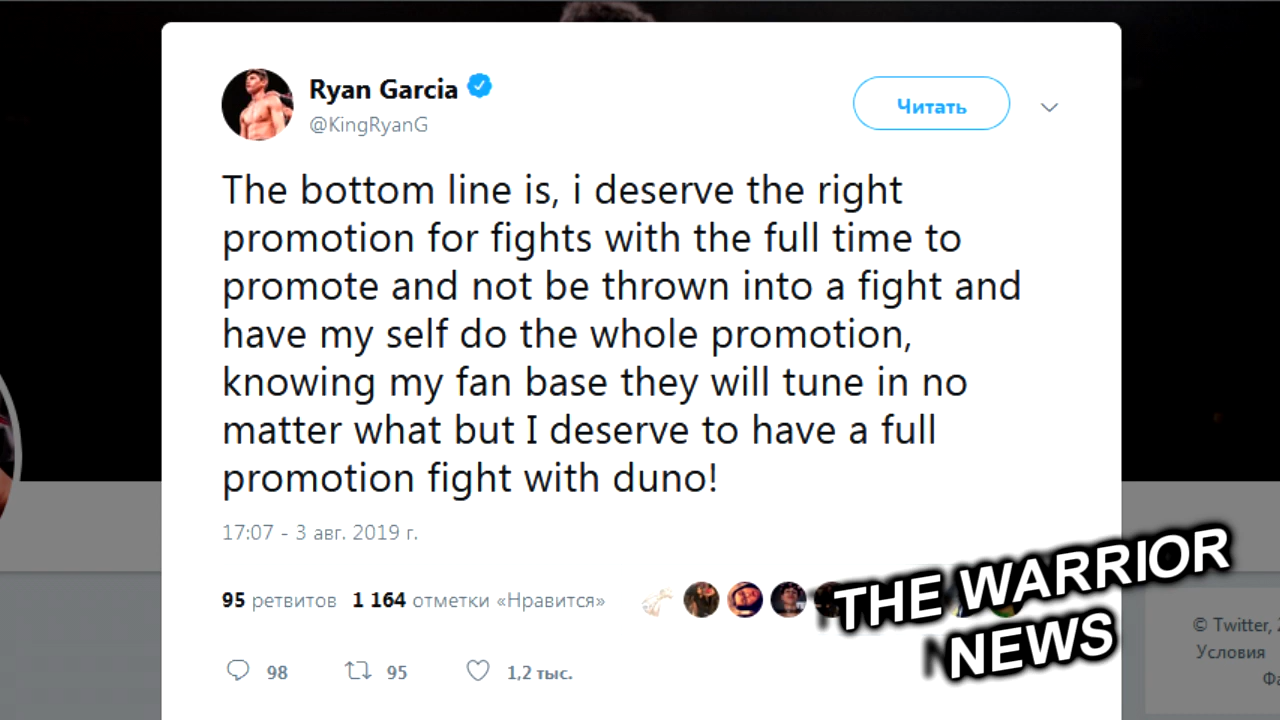 Ryan Garcia
@KingRyanG
Читать
The bottom line is, i deserve the right
promotion for fights with the full time to
promote and not be thrown into a fight and
have my self do the whole promotion,
knowing my fan base they will tune in no
matter what but I deserve to have a full
promotion fight with duno!
17:07 - 3 авг. 2019 г.
95 ретвитов 1 164 отметки «Нравится»
98 95 1,2 тыс.
THE WARRIOR
NEWS
© Twitter,
Условия